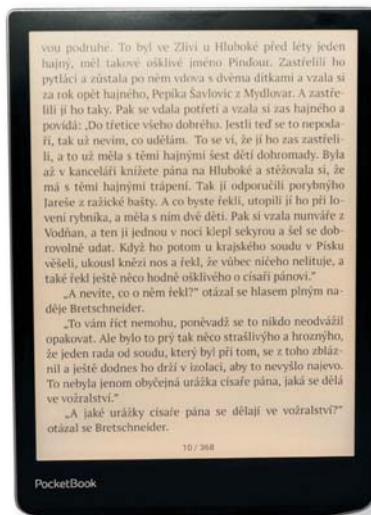 vou podruhé. To byl ve Zlivi u Hluboké před léty jeden
hajný, měl takové ošklivé jméno Pinďour. Zastřelili ho
pytláci a zůstala po něm vdova s dvěma dítkami a vzala si
za rok opět hajného, Pepíka Šavlovic z Mydlovar. A zastře-
lili jí ho taky. Pak se vdala potřetí a vzala si zas hajného a
povídá: „Do třetice všeho dobrého. Jestli teď se to nepoda-
ří, tak už nevím, co udělám. To se ví, že jí ho zas zastřeli-
li, a to už měla s těmi hajnými šest dětí dohromady. Byla
až v kanceláři knížete pána na Hluboké a stěžovala si, že
má s těmi hajnými trápení. Tak jí odporučili porybnýho
Jareše z ražické bašty. A co byste řekli, utopili jí ho při lo-
vení rybníka, a měla s ním dvě děti. Pak si vzala nunváře z
Vodňan, a ten ji jednou v noci klepl sekyrou a šel se dob-
rovolně udat. Když ho potom u krajského soudu v Písku
věšeli, ukousl knězi nos a řekl, že vůbec ničeho nelituje, a
také řekl ještě něco hodně ošklivého o císaři pánovi.“
„A nevíte, co o něm řekl?“ otázal se hlasem plným na-
děje Bretschneider.
„To vám říct nemohu, poněvadž se to nikdo neodvážil
opakovat. Ale bylo to prý tak něco strašlivýho a hroznýho,
že jeden rada od soudu, který byl při tom, se z toho zbláz-
nil a ještě dodnes ho drží v izolaci, aby to nevyšlo najevo.
To nebyla jenom obyčejná urážka císaře pána, jaká se dělá
ve vožralství.“
„A jaké urážky císaře pána se dělají ve vožralství?“
otázal se Bretschneider.
10 / 368
PocketBook